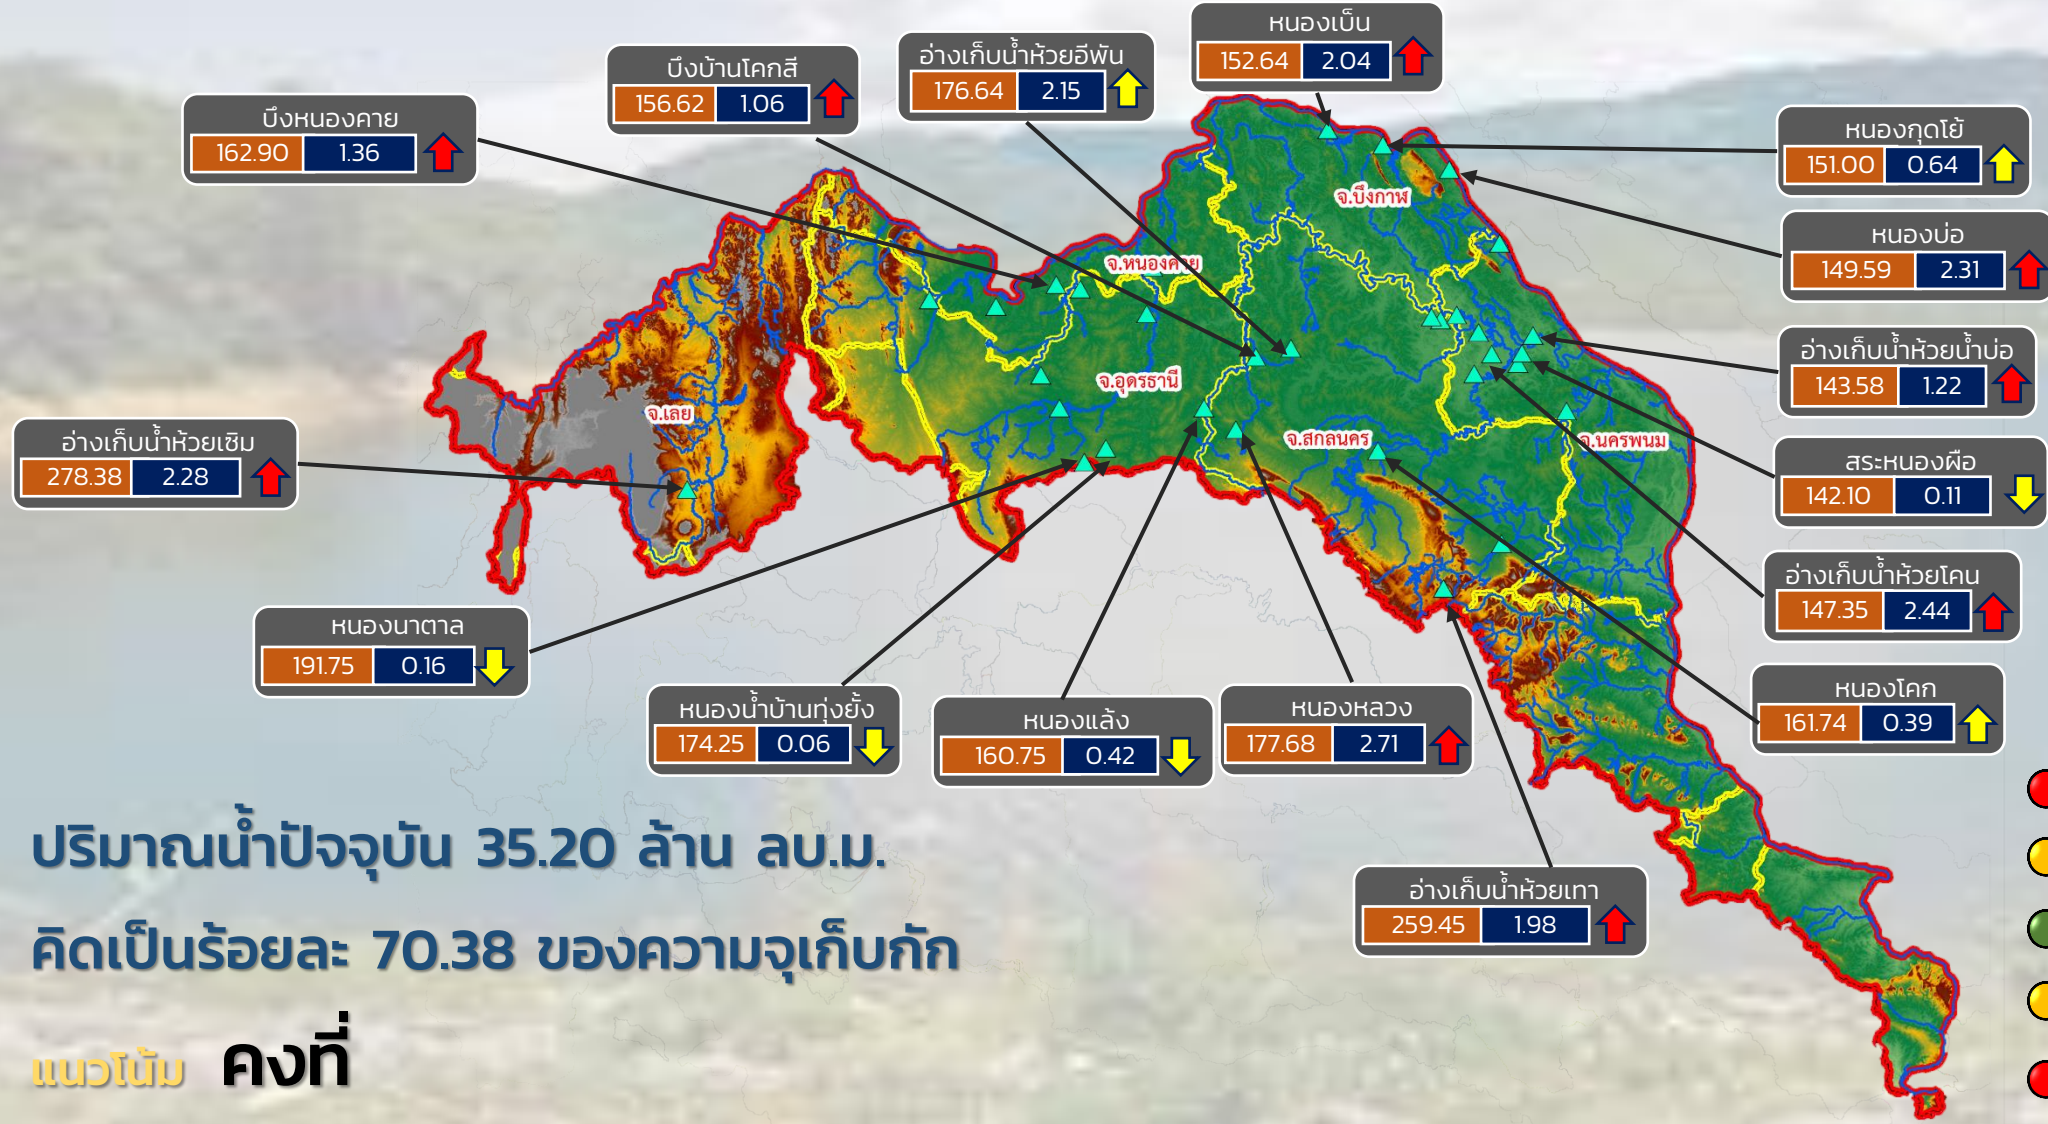 หนองเบ็น
152.64 2.04
อ่างเก็บน้ำห้วยอีพัน
176.64 2.15
บึงบ้านโคกสี
156.62 1.06
บึงหนองคาย
162.90 1.36
หนองกุดโย้
151.00 0.64
จ.บึงกาฬ
หนองบ่อ
149.59 2.31
จ.หนองคาย
อ่างเก็บน้ำห้วยน้ำบ่อ
143.58 1.22
จ.อุดรธานี
จ.เลย
อ่างเก็บน้ำห้วยเซิม
278.38 2.28
จ.สกลนคร
จ.นครพนม
สระหนองผือ
142.10 0.11
อ่างเก็บน้ำห้วยโคน
147.35 2.44
หนองนาตาล
191.75 0.16
หนองน้ำบ้านทุ่งยั้ง
174.25 0.06
หนองแล้ง
160.75 0.42
หนองหลวง
177.68 2.71
หนองโคก
161.74 0.39
ปริมาณน้ำปัจจุบัน 35.20 ล้าน ลบ.ม.
อ่างเก็บน้ำห้วยเทา
259.45 1.98
คิดเป็นร้อยละ 70.38 ของความจุเก็บกัก
แนวโน้ม คงที่